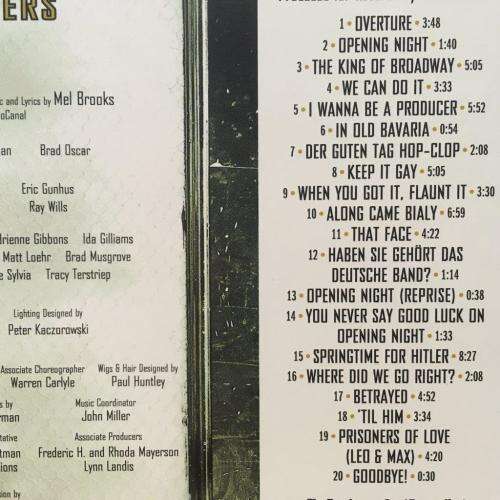 ERS
c and Lyrics by Mel Brooks
oCanal
an Brad Oscar
Eric Gunhus
Ray Wills
drienne Gibbons Ida Gilliams
Matt Loehr Brad Musgrove
e Sylvia Tracy Terstriep
Lighting Designed by
Peter Kaczorowski
Associate Choreographer Wigs & Hair Designed by
Warren Carlyle Paul Huntley
s by Music Coordinator
rman John Miller
tative Associate Producers
tman Frederic H. and Rhoda Mayerson
ions Lynn Landis
sion by
1 • OVERTURE • 3:48
2 • OPENING NIGHT • 1:40
3 • THE KING OF BROADWAY • 5:05
4 • WE CAN DO IT • 3:33
5 • I WANNA BE A PRODUCER • 5:52
6 • IN OLD BAVARIA • 0:54
7 • DER GUTEN TAG HOP-CLOP • 2:08
8 • KEEP IT GAY • 5:05
9 • WHEN YOU GOT IT, FLAUNT IT • 3:30
10 • ALONG CAME BIALY • 6:59
11 • THAT FACE • 4:22
12 • HABEN SIE GEHÖRT DAS
DEUTSCHE BAND? • 1:14
13 • OPENING NIGHT (REPRISE) • 0:38
14 • YOU NEVER SAY GOOD LUCK ON
OPENING NIGHT • 1:33
15 • SPRINGTIME FOR HITLER • 8:27
16 • WHERE DID WE GO RIGHT? • 2:08
17 • BETRAYED • 4:52
18 • 'TIL HIM • 3:34
19 • PRISONERS OF LOVE
(LEO & MAX) • 4:20
20 • GOODBYE! • 0:30